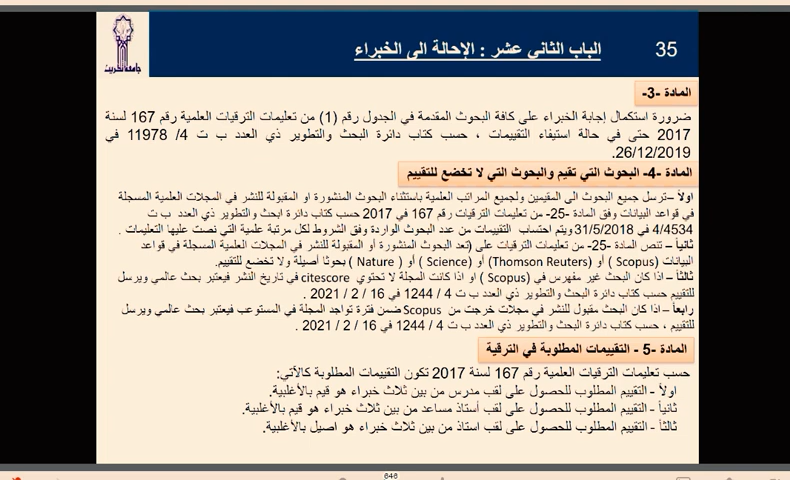 35
الباب الثاني عشر : الإحالة الى الخبراء
جامعة تكريت
المادة -3-
ضرورة استكمال إجابة الخبراء على كافة البحوث المقدمة في الجدول رقم (1) من تعليمات الترقيات العلمية رقم 167 لسنة
2017 حتى في حالة استيفاء التقييمات ، حسب كتاب دائرة البحث والتطوير ذي العدد ب ت 4/ 11978 في
26/12/2019.
المادة -4- البحوث التي تقيم والبحوث التي لا تخضع للتقييم
اولاً –ترسل جميع البحوث الى المقيمين ولجميع المراتب العلمية باستثناء البحوث المنشورة او المقبولة للنشر في المجلات العلمية المسجلة
في قواعد البيانات وفق المادة -25- من تعليمات الترقيات رقم 167 في 2017 حسب كتاب دائرة ابحث والتطوير ذي العدد ب ت
4/4534 في 31/5/2018 ويتم احتساب التقييمات من عدد البحوث الواردة وفق الشروط لكل مرتبة علمية التي نصت عليها التعليمات .
ثانياً – تنص المادة -25- من تعليمات الترقيات على (تعد البحوث المنشورة أو المقبولة للنشر في المجلات العلمية المسجلة في قواعد
البيانات (Scopus ) أو (Thomson Reuters) أو (Science ) أو ( Nature ) بحوثا أصيلة ولا تخضع للتقييم.
ثالثاً – اذا كان البحث غير مفهرس في (Scopus ) او اذا كانت المجلة لا تحتوي citescore في تاريخ النشر فيعتبر بحث عالمي ويرسل
للتقييم حسب كتاب دائرة البحث والتطوير ذي العدد ب ت 4 / 1244 في 16 / 2 / 2021 .
رابعاً – اذا كان البحث مقبول للنشر في مجلات خرجت من Scopus ضمن فترة تواجد المجلة في المستوعب فيعتبر بحث عالمي ويرسل
للتقييم ، حسب كتاب دائرة البحث والتطوير ذي العدد ب ت 4 / 1244 في 16 / 2 / 2021 .
المادة -5 - التقييمات المطلوبة في الترقية
حسب تعليمات الترقيات العلمية رقم 167 لسنة 2017 تكون التقييمات المطلوبة كالآتي:
اولاً - التقييم المطلوب للحصول على لقب مدرس من بين ثلاث خبراء هو قيم بالأغلبية.
ثانياً - التقييم المطلوب للحصول على لقب أستاذ مساعد من بين ثلاث خبراء هو قيم بالأغلبية.
ثالثاً - التقييم المطلوب للحصول على لقب استاذ من بين ثلاث خبراء هو اصيل بالأغلبية.
646